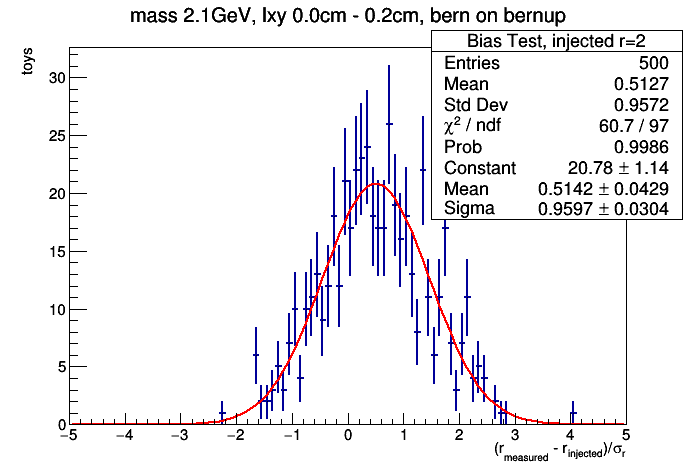 mass 2.1GeV, lxy 0.0cm - 0.2cm, bern on bernup
Bias Test, injected r=2
Entries 500
Mean 0.5127
Std Dev 0.9572
χ² / ndf 60.7 / 97
Prob 0.9986
Constant 20.78 ± 1.14
Mean 0.5142 ± 0.0429
Sigma 0.9597 ± 0.0304
toys
30
25
20
15
10
5
0
−5 −4 −3 −2 −1 0 1 2 3 4 5
(r_measured - r_injected)/σ_r